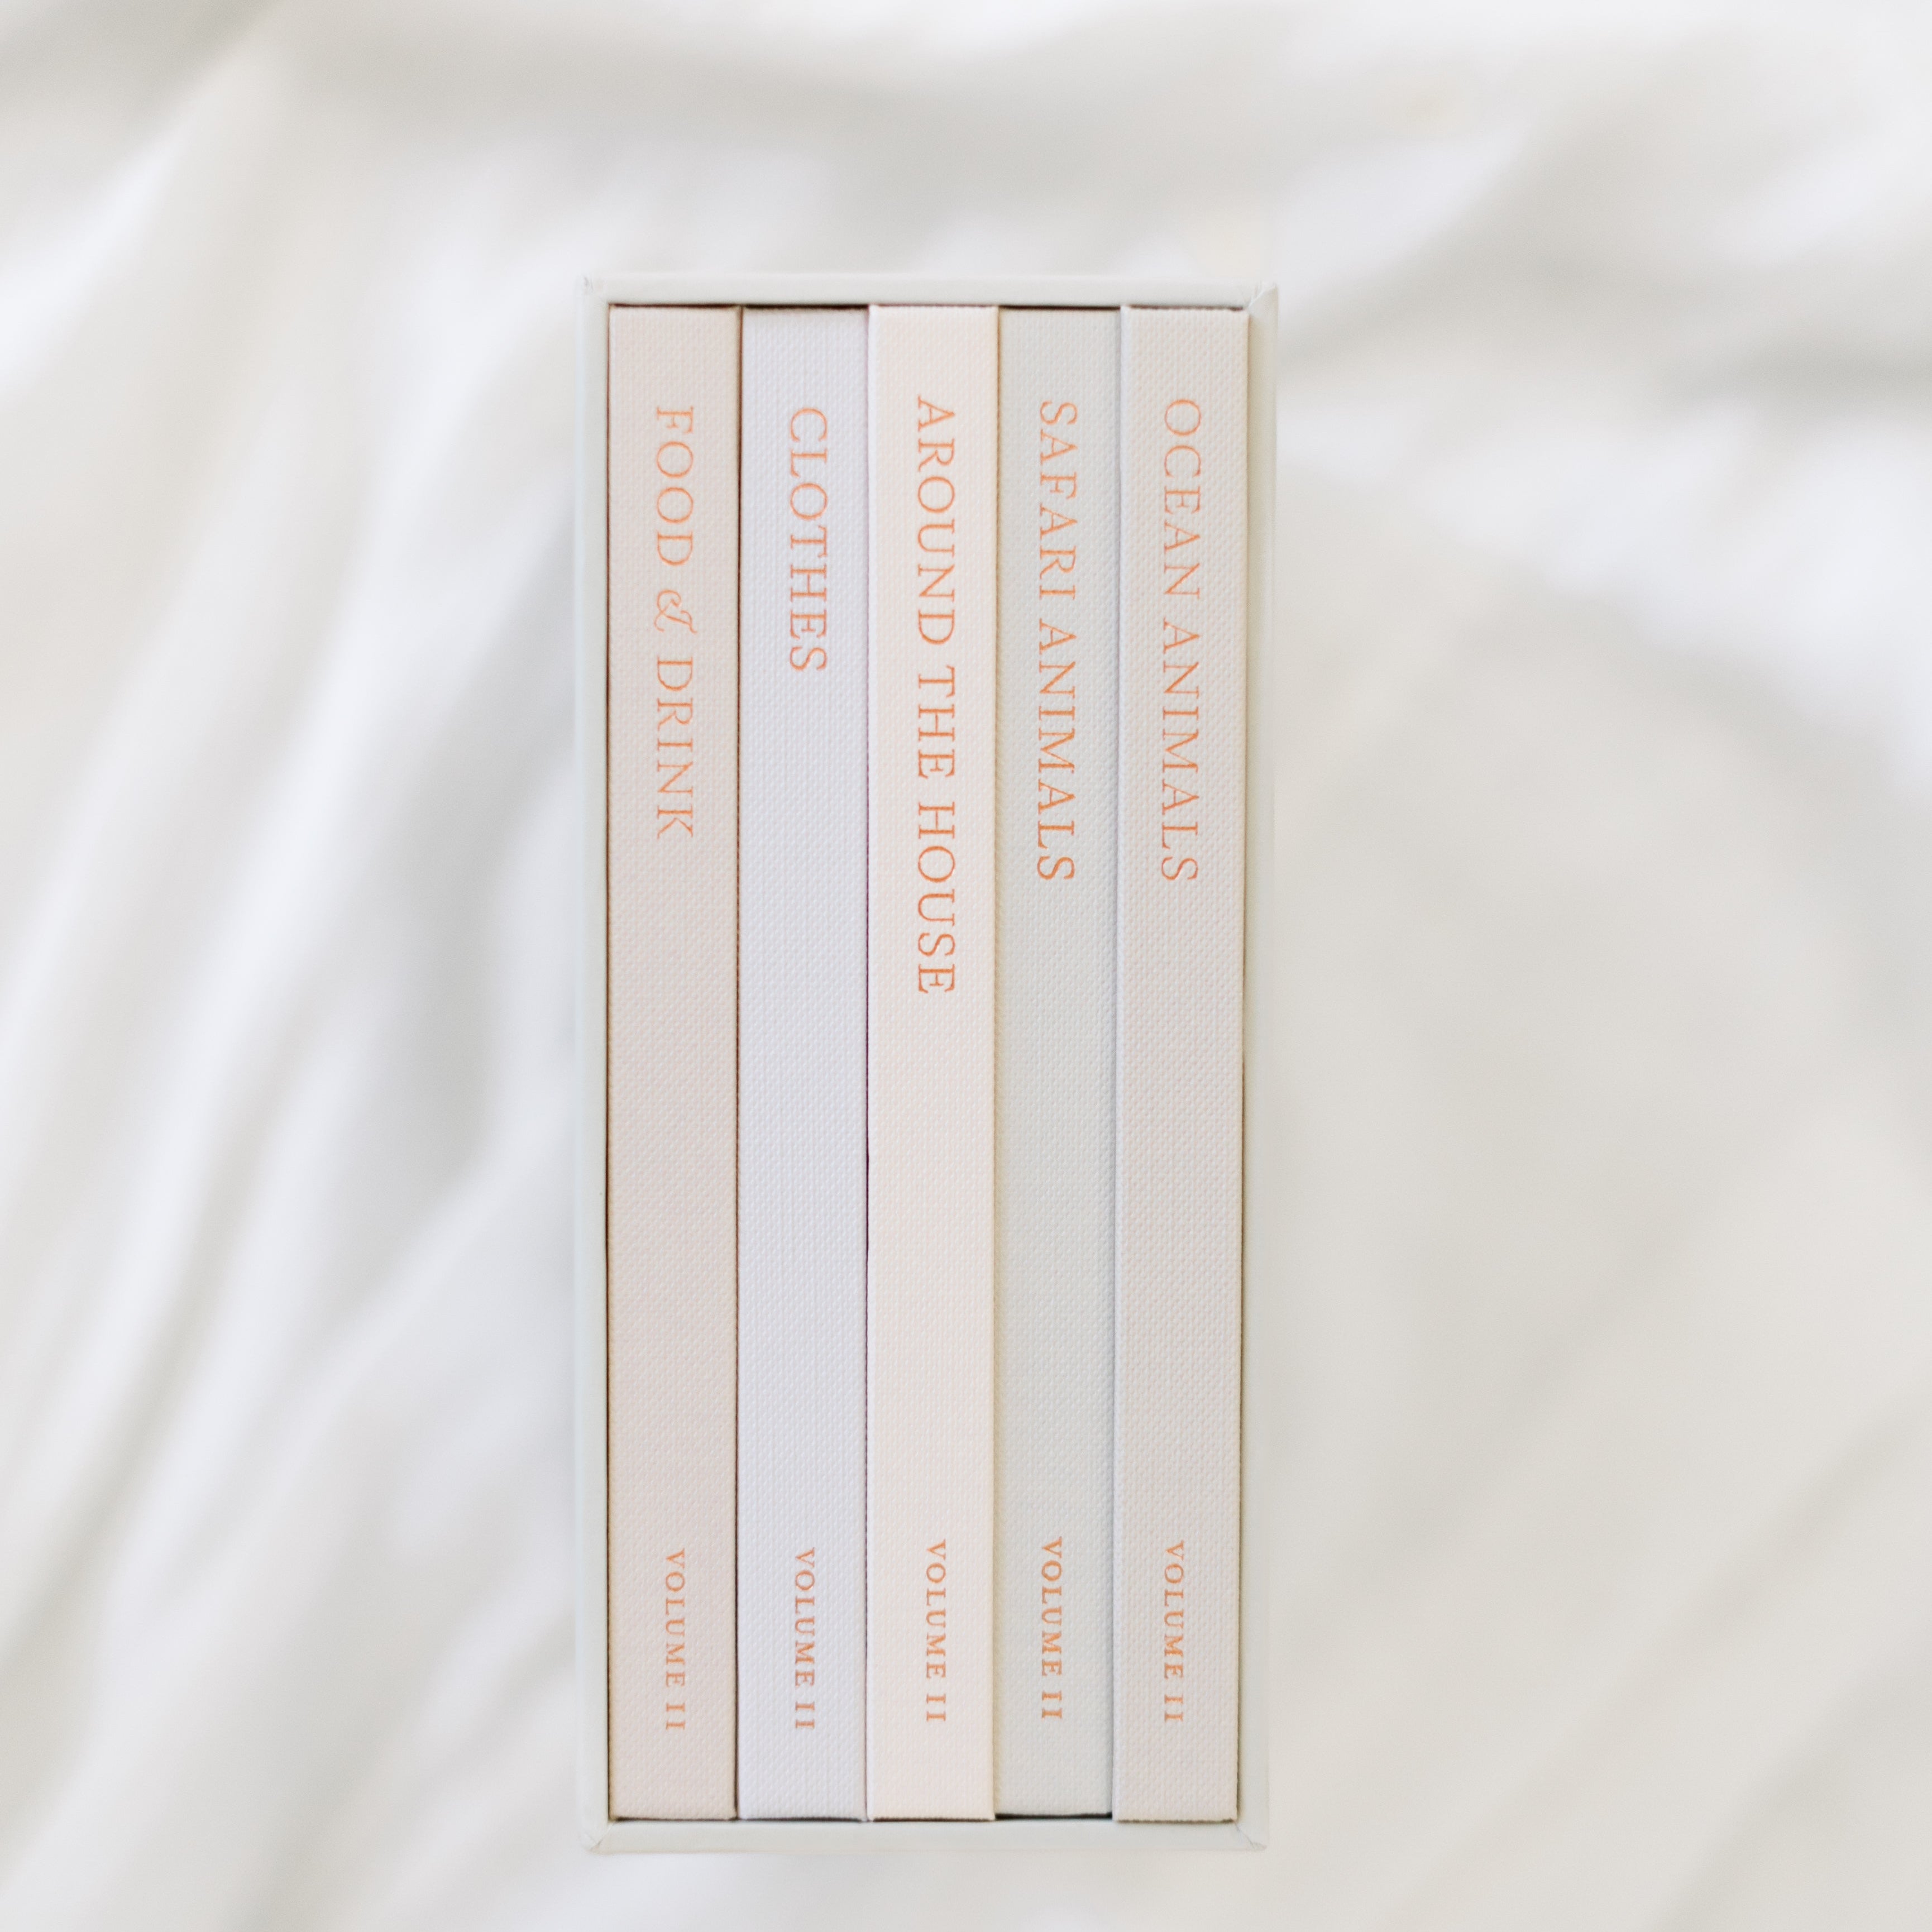 FOOD & DRINK
VOLUME II
CLOTHES
VOLUME II
AROUND THE HOUSE
VOLUME II
SAFARI ANIMALS
VOLUME II
OCEAN ANIMALS
VOLUME II